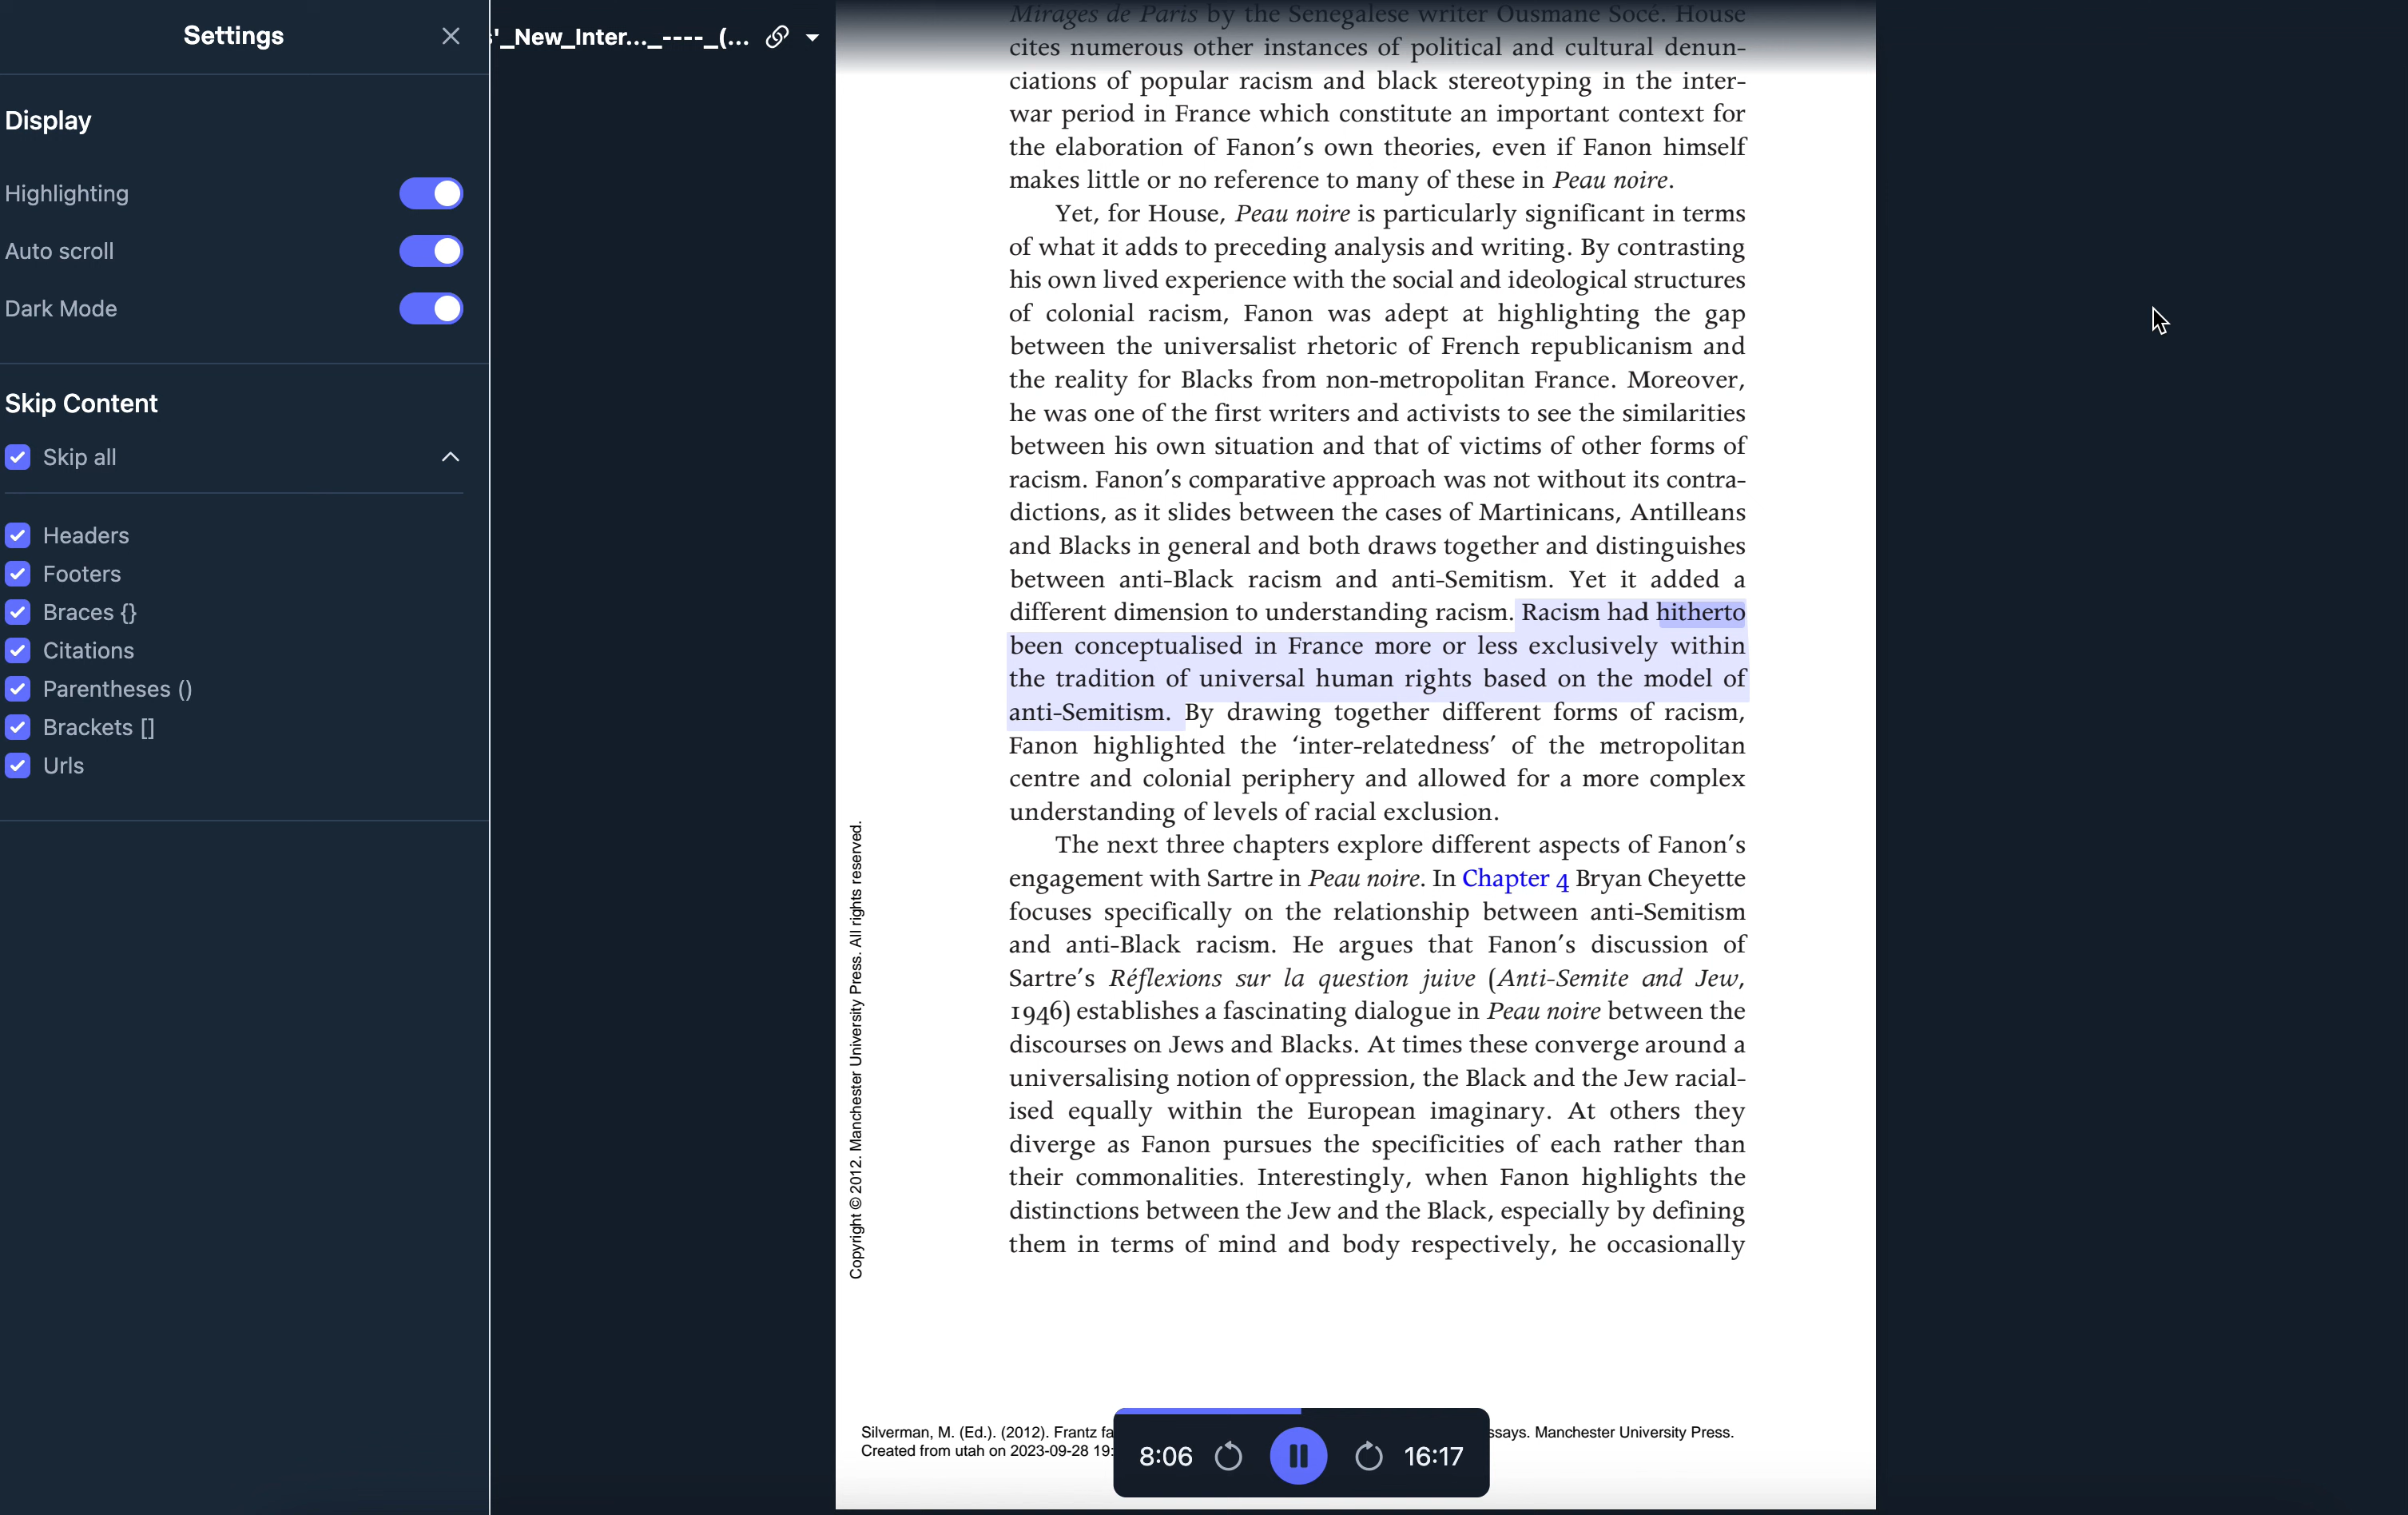 Settings
Display
Highlighting
Auto scroll
Dark Mode
Skip Content
Skip all
Headers
Footers
Braces {}
Citations
Parentheses ()
Brackets []
Urls
'_New_Inter..._----_(...
Mirages de Paris by the Senegalese writer Ousmane Socé. House
cites numerous other instances of political and cultural denun-
ciations of popular racism and black stereotyping in the inter-
war period in France which constitute an important context for
the elaboration of Fanon’s own theories, even if Fanon himself
makes little or no reference to many of these in Peau noire.
Yet, for House, Peau noire is particularly significant in terms
of what it adds to preceding analysis and writing. By contrasting
his own lived experience with the social and ideological structures
of colonial racism, Fanon was adept at highlighting the gap
between the universalist rhetoric of French republicanism and
the reality for Blacks from non-metropolitan France. Moreover,
he was one of the first writers and activists to see the similarities
between his own situation and that of victims of other forms of
racism. Fanon’s comparative approach was not without its contra-
dictions, as it slides between the cases of Martinicans, Antilleans
and Blacks in general and both draws together and distinguishes
between anti-Black racism and anti-Semitism. Yet it added a
different dimension to understanding racism. Racism had hitherto
been conceptualised in France more or less exclusively within
the tradition of universal human rights based on the model of
anti-Semitism. By drawing together different forms of racism,
Fanon highlighted the ‘inter-relatedness’ of the metropolitan
centre and colonial periphery and allowed for a more complex
understanding of levels of racial exclusion.
The next three chapters explore different aspects of Fanon’s
engagement with Sartre in Peau noire. In Chapter 4 Bryan Cheyette
focuses specifically on the relationship between anti-Semitism
and anti-Black racism. He argues that Fanon’s discussion of
Sartre’s Réflexions sur la question juive (Anti-Semite and Jew,
1946) establishes a fascinating dialogue in Peau noire between the
discourses on Jews and Blacks. At times these converge around a
universalising notion of oppression, the Black and the Jew racial-
ised equally within the European imaginary. At others they
diverge as Fanon pursues the specificities of each rather than
their commonalities. Interestingly, when Fanon highlights the
distinctions between the Jew and the Black, especially by defining
them in terms of mind and body respectively, he occasionally
Copyright © 2012. Manchester University Press. All rights reserved.
Silverman, M. (Ed.). (2012). Frantz fa ssays. Manchester University Press.
Created from utah on 2023-09-28 19:
8:06 16:17